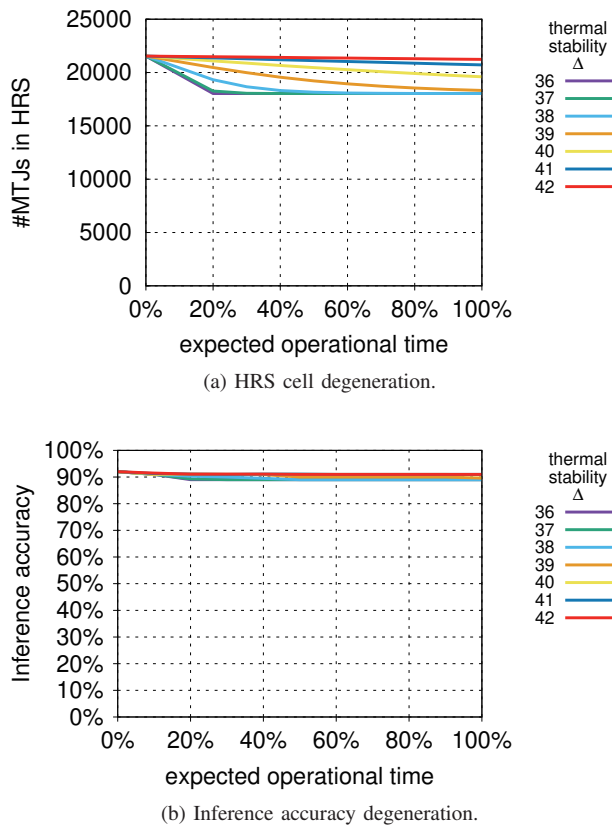 25000
20000
15000
10000
5000
0
#MTJs in HRS
0% 20% 40% 60% 80% 100%
expected operational time
thermal
stability
Δ
36
37
38
39
40
41
42
(a) HRS cell degeneration.
100%
90%
80%
70%
60%
50%
40%
30%
20%
10%
0%
Inference accuracy
0% 20% 40% 60% 80% 100%
expected operational time
thermal
stability
Δ
36
37
38
39
40
41
42
(b) Inference accuracy degeneration.